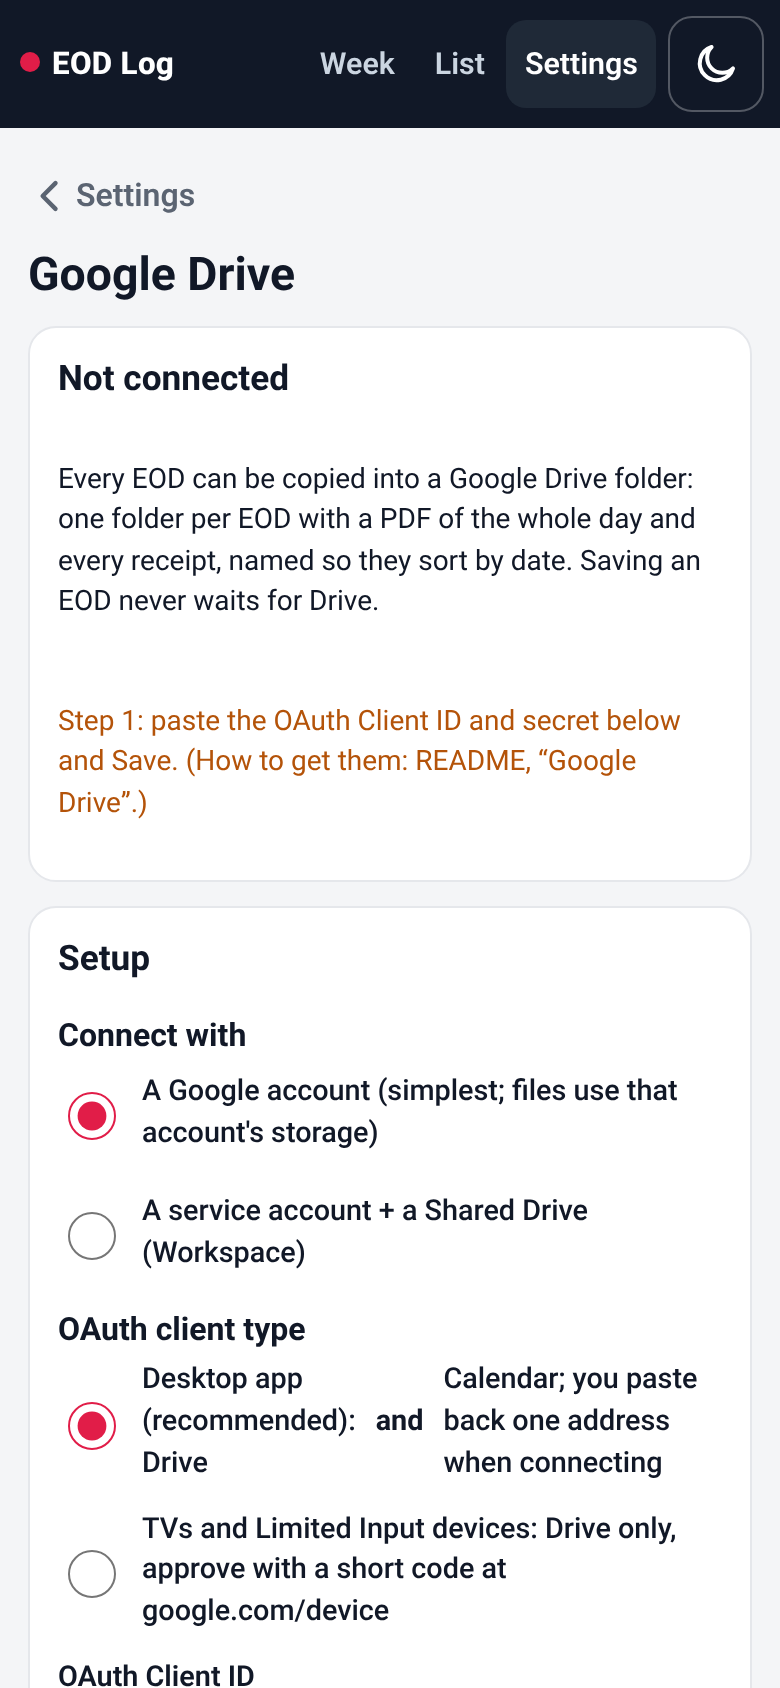 EOD Log
Week
List
Settings
Settings
Google Drive
Not connected
Every EOD can be copied into a Google Drive folder:
one folder per EOD with a PDF of the whole day and
every receipt, named so they sort by date. Saving an
EOD never waits for Drive.
Step 1: paste the OAuth Client ID and secret below
and Save. (How to get them: README, “Google
Drive”.)
Setup
Connect with
A Google account (simplest; files use that
account's storage)
A service account + a Shared Drive
(Workspace)
OAuth client type
Desktop app
(recommended):
Drive
and
Calendar; you paste
back one address
when connecting
TVs and Limited Input devices: Drive only,
approve with a short code at
google.com/device
OAuth Client ID